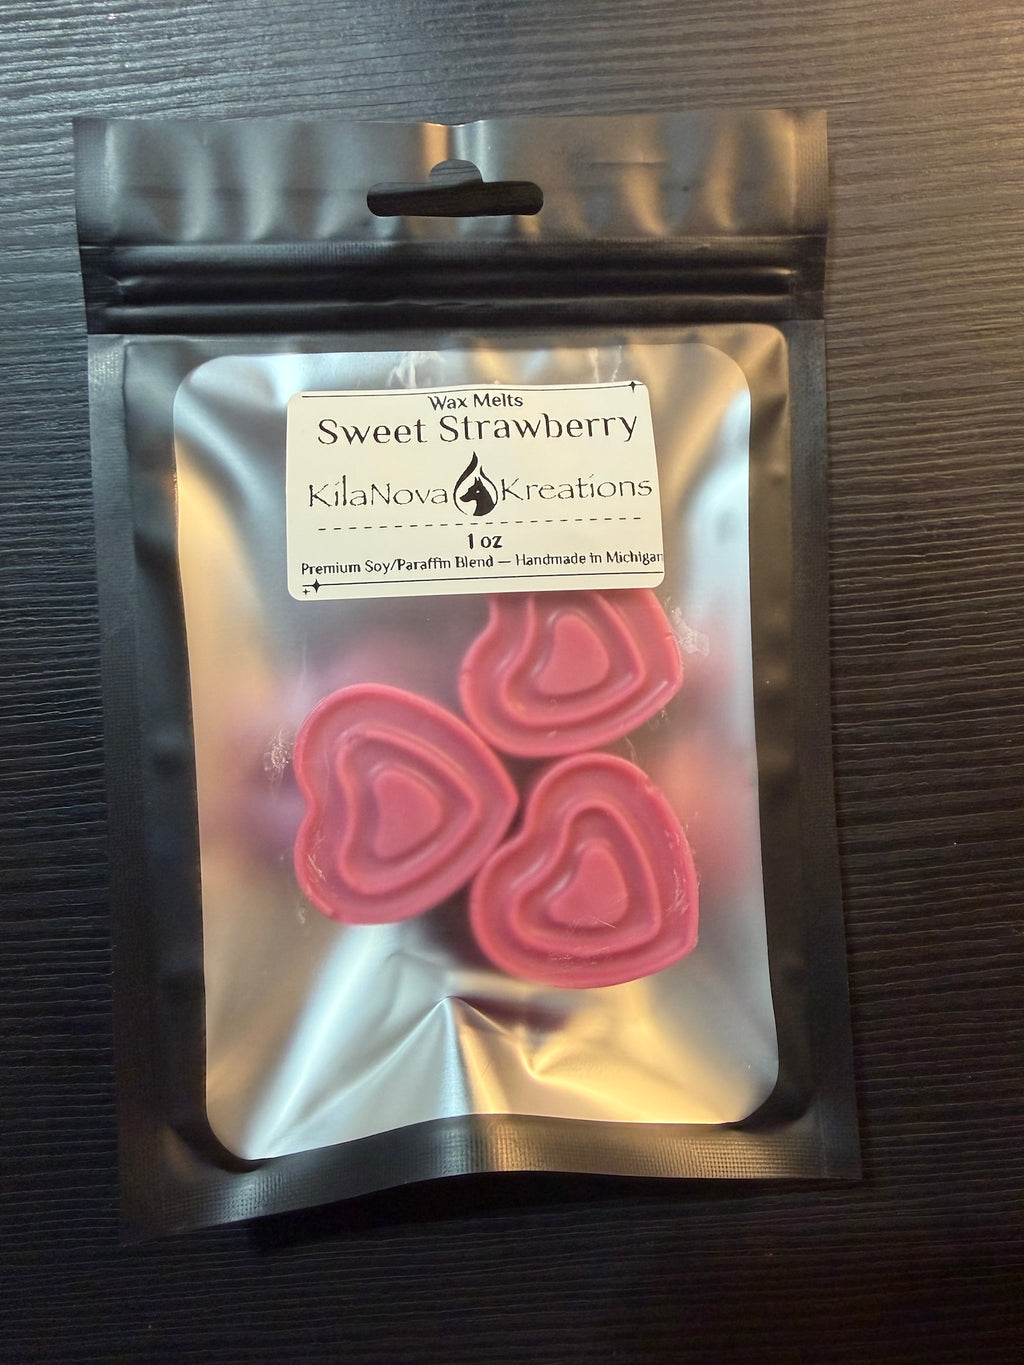 Wax Melts
Sweet Strawberry
KilaNova Kreations
1 oz
Premium Soy/Paraffin Blend — Handmade in Michigan